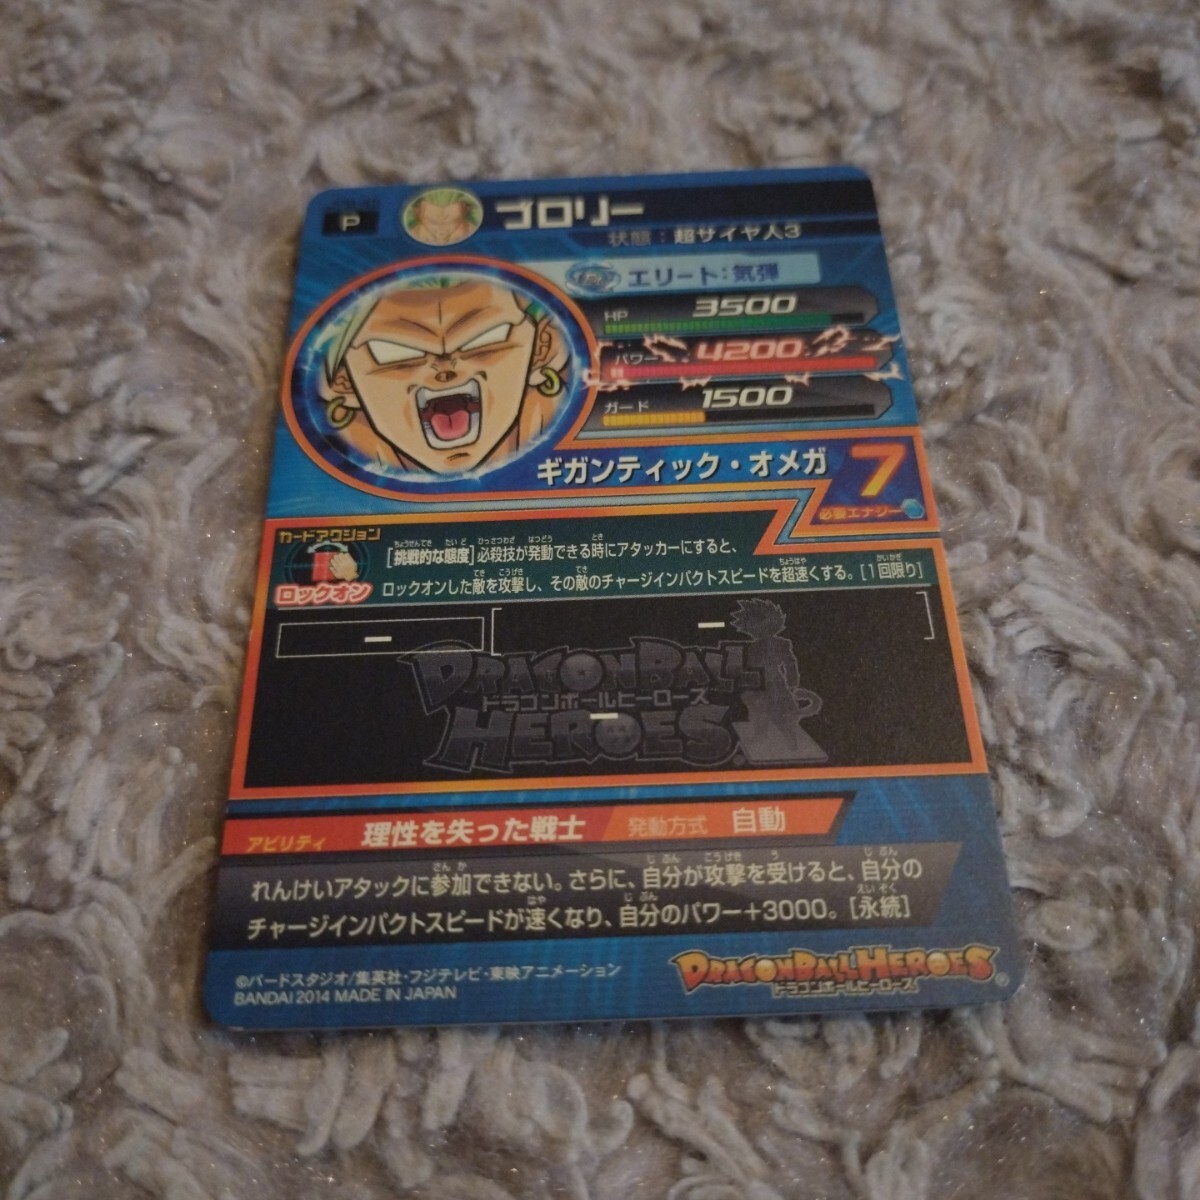 P
ブロリー
状態：超サイヤ人3
エリート：気弾
HP 3500
パワー 4200
ガード 1500
ギガンティック・オメガ
7
必要エナジー
カードアクション
ロックオン
[挑戦的な態度]必殺技が発動できる時にアタッカーにすると、
ロックオンした敵を攻撃し、その敵のチャージインパクトスピードを超速くする。[1回限り]
ー
[ー]
DRAGONBALL
ドラゴンボールヒーローズ
HEROES
ー
アビリティ 理性を失った戦士 発動方式 自動
れんけいアタックに参加できない。さらに、自分が攻撃を受けると、自分の
チャージインパクトスピードが速くなり、自分のパワー+3000。[永続]
©バードスタジオ/集英社・フジテレビ・東映アニメーション
BANDAI 2014 MADE IN JAPAN
DRAGONBALL HEROES
ドラゴンボールヒーローズ